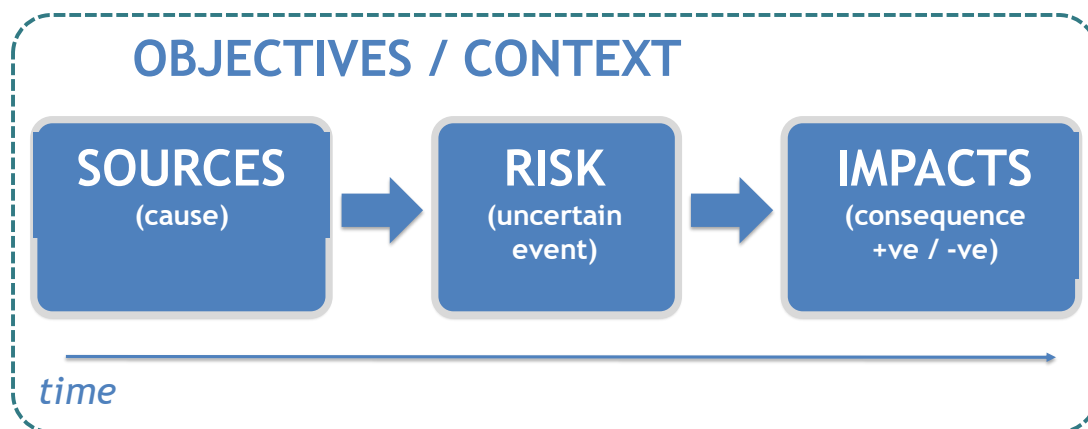 OBJECTIVES / CONTEXT
SOURCES
(cause)
RISK
(uncertain
event)
IMPACTS
(consequence
+ve / -ve)
time